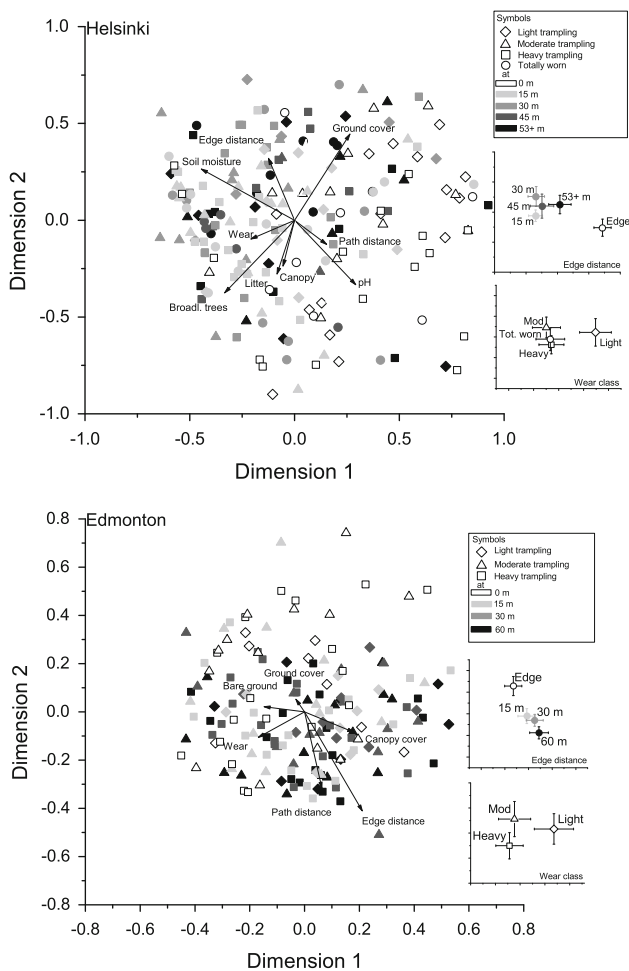 Helsinki
1.0
0.5
0.0
-0.5
-1.0
-1.0
-0.5
0.0
0.5
1.0
Dimension 2
Dimension 1
Edge distance
Ground cover
Soil moisture
Wear
Path distance
Litter
Canopy
pH
Broadl. trees
Symbols
Light trampling
Moderate trampling
Heavy trampling
Totally worn
at
0 m
15 m
30 m
45 m
53+ m
30 m
45 m
53+ m
15 m
Edge
Edge distance
Mod
Tot. worn
Light
Heavy
Wear class
Edmonton
0.8
0.6
0.4
0.2
0.0
-0.2
-0.4
-0.6
-0.8
-0.8
-0.6
-0.4
-0.2
0.0
0.2
0.4
0.6
0.8
Dimension 2
Dimension 1
Ground cover
Bare ground
Wear
Canopy cover
Path distance
Edge distance
Symbols
Light trampling
Moderate trampling
Heavy trampling
at
0 m
15 m
30 m
60 m
Edge
15 m
30 m
60 m
Edge distance
Mod
Light
Heavy
Wear class